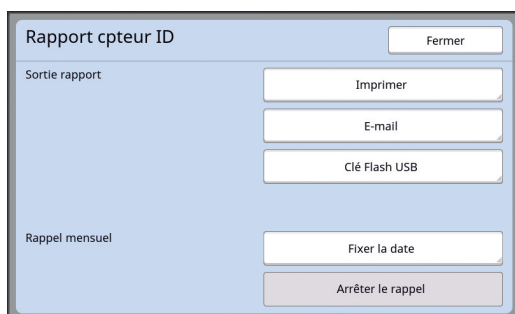 Rapport cpteur ID
Fermer
Sortie rapport
Imprimer
E-mail
Clé Flash USB
Rappel mensuel
Fixer la date
Arrêter le rappel